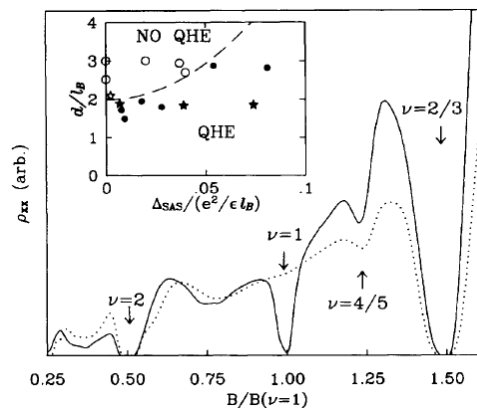 4
3
2
1
0
d/l_B
NO QHE
QHE
0
.05
.1
Δ_SAS/(e²/εl_B)
ρ_xx (arb.)
ν=2/3
ν=1
ν=2
ν=4/5
0.25 0.50 0.75 1.00 1.25 1.50
B/B(ν=1)